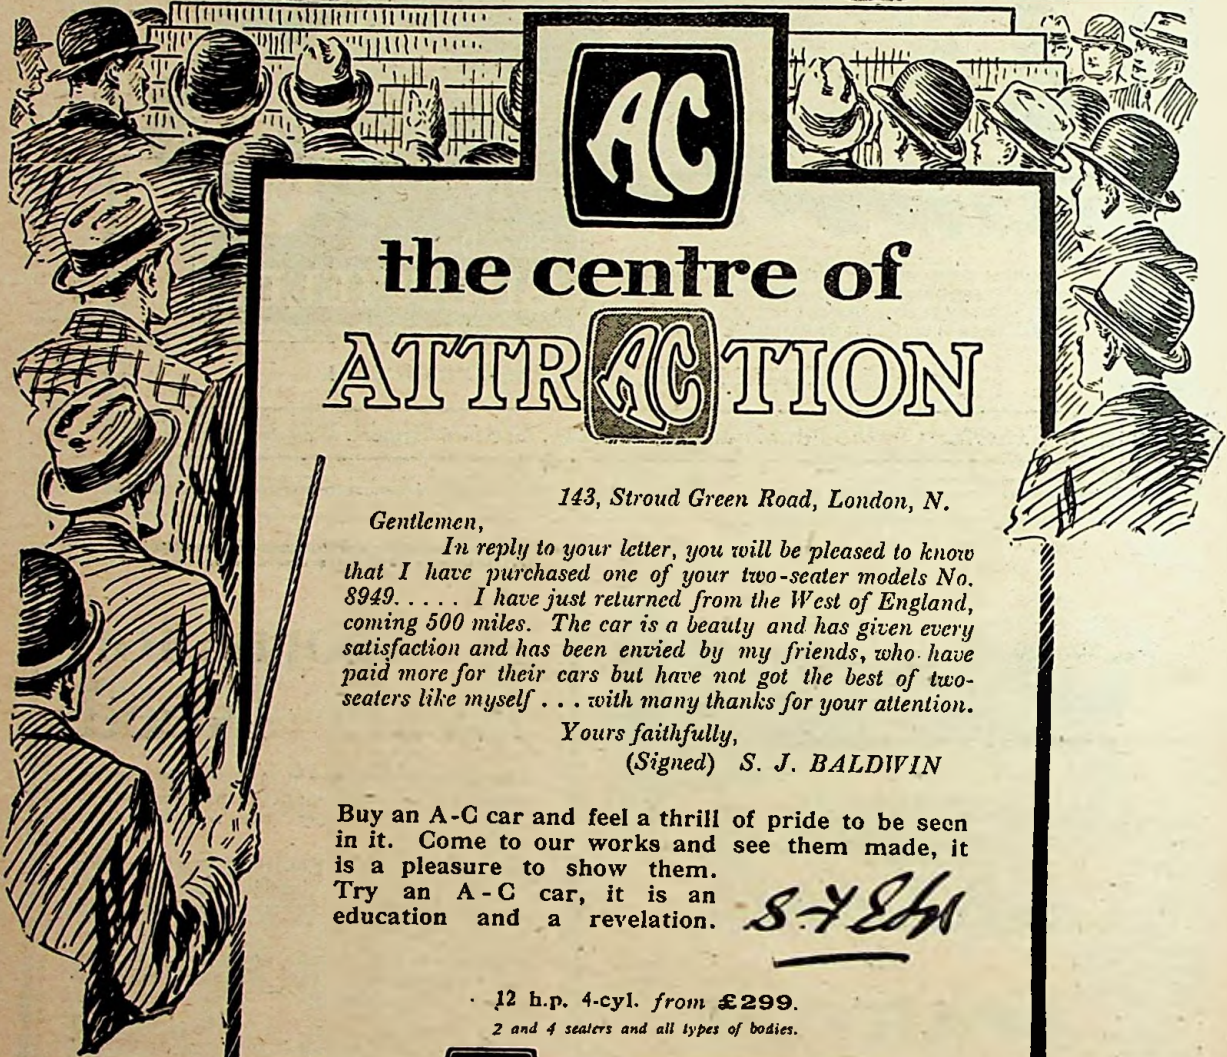 AC
the centre of
ATTRACTION
143, Stroud Green Road, London, N.
Gentlemen,
In reply to your letter, you will be pleased to know
that I have purchased one of your two-seater models No.
8949..... I have just returned from the West of England,
coming 500 miles. The car is a beauty and has given every
satisfaction and has been envied by my friends, who have
paid more for their cars but have not got the best of two-
seaters like myself ... with many thanks for your attention.
Yours faithfully,
(Signed) S. J. BALDWIN
Buy an A-C car and feel a thrill of pride to be seen
in it. Come to our works and see them made, it
is a pleasure to show them.
Try an A-C car, it is an
education and a revelation.
12 h.p. 4-cyl. from £299.
2 and 4 seaters and all types of bodies.